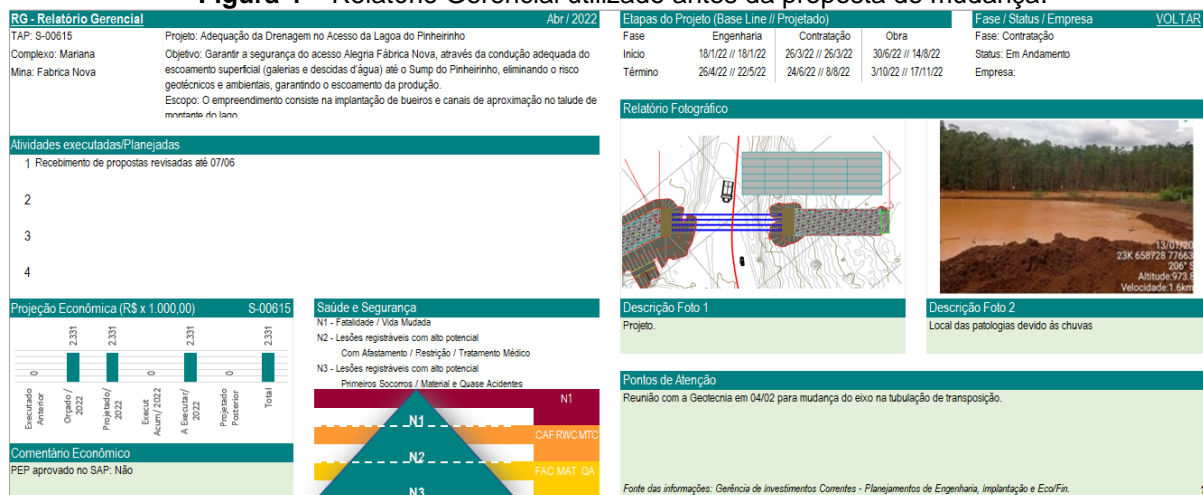 Figura 1 – Relatório Gerencial utilizado antes da proposta de mudança.
RG - Relatório Gerencial Abr / 2022
TAP: S-00615
Complexo: Mariana
Mina: Fabrica Nova
Projeto: Adequação da Drenagem no Acesso da Lagoa do Pinheirinho
Objetivo: Garantir a segurança do acesso Alegria Fábrica Nova, através da condução adequada do
escoamento superficial (galerias e descidas d'água) até o Sump do Pinheirinho, eliminando o risco
geotécnicos e ambientais, garantindo o escoamento da produção.
Escopo: O empreendimento consiste na implantação de bueiros e canais de aproximação no talude de
montante do lago
Atividades executadas/Planejadas
1 Recebimento de propostas revisadas até 07/06
2
3
4
Projeção Econômica (R$ x 1.000,00) S-00615
0 2.331 2.331 0 2.331 0 2.331
Executado Anterior
Orçado / 2022
Projetado/ 2022
Execut Acum/ 2022
A Executar/ 2022
Projetado Posterior
Total
Comentário Econômico
PEP aprovado no SAP: Não
Saúde e Segurança
N1 - Fatalidade / Vida Mudada
N2 - Lesões registráveis com alto potencial
Com Afastamento / Restrição / Tratamento Médico
N3 - Lesões registráveis com alto potencial
Primeiros Socorros / Material e Quase Acidentes
N1
N1
CAF RWC MTC
N2
FAC MAT QA
N3
Etapas do Projeto (Base Line // Projetado)
Fase Engenharia Contratação Obra
Início 18/1/22 // 18/1/22 26/3/22 // 26/3/22 30/6/22 // 14/8/22
Término 26/4/22 // 22/5/22 24/6/22 // 8/8/22 3/10/22 // 17/11/22
Fase / Status / Empresa VOLTAR
Fase: Contratação
Status: Em Andamento
Empresa:
Relatório Fotográfico
13/01/20
23K 658728 77663
206° S
Altitude:973.8
Velocidade:1.6km
Descrição Foto 1
Projeto.
Descrição Foto 2
Local das patologias devido às chuvas
Pontos de Atenção
Reunião com a Geotecnia em 04/02 para mudança do eixo na tubulação de transposição.
Fonte das informações: Gerência de investimentos Correntes - Planejamentos de Engenharia, Implantação e Eco/Fin.